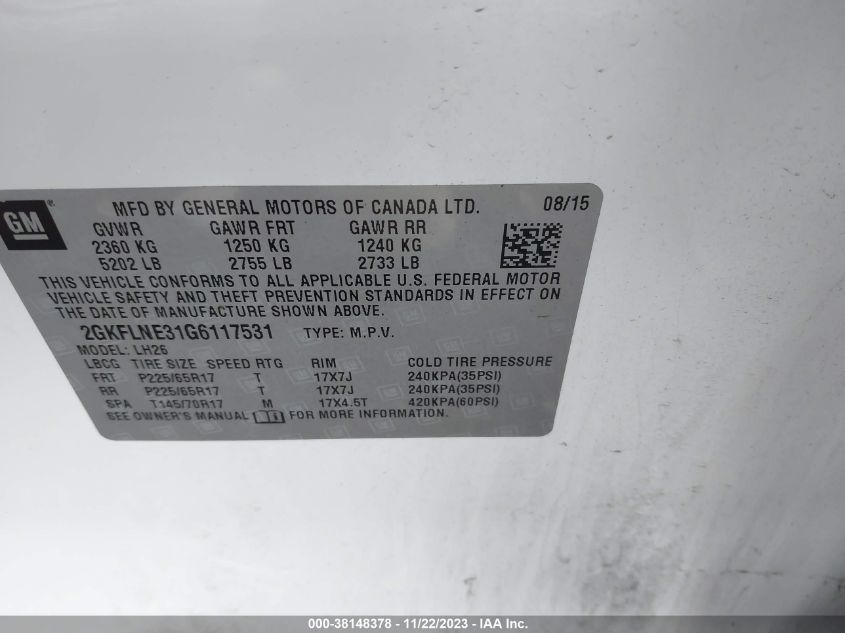 GM ®
MFD BY GENERAL MOTORS OF CANADA LTD. 08/15
GVWR GAWR FRT GAWR RR
2360 KG 1250 KG 1240 KG
5202 LB 2755 LB 2733 LB
THIS VEHICLE CONFORMS TO ALL APPLICABLE U.S. FEDERAL MOTOR
VEHICLE SAFETY AND THEFT PREVENTION STANDARDS IN EFFECT ON
THE DATE OF MANUFACTURE SHOWN ABOVE.
2GKFLNE31G6117531 TYPE: M.P.V.
MODEL: LH26
LBCG TIRE SIZE SPEED RTG RIM COLD TIRE PRESSURE
FRT P225/65R17 T 17X7J 240KPA(35PSI)
RR P225/65R17 T 17X7J 240KPA(35PSI)
SPA T145/70R17 M 17X4.5T 420KPA(60PSI)
SEE OWNER'S MANUAL FOR MORE INFORMATION.
000-38148378 - 11/22/2023 - IAA Inc.